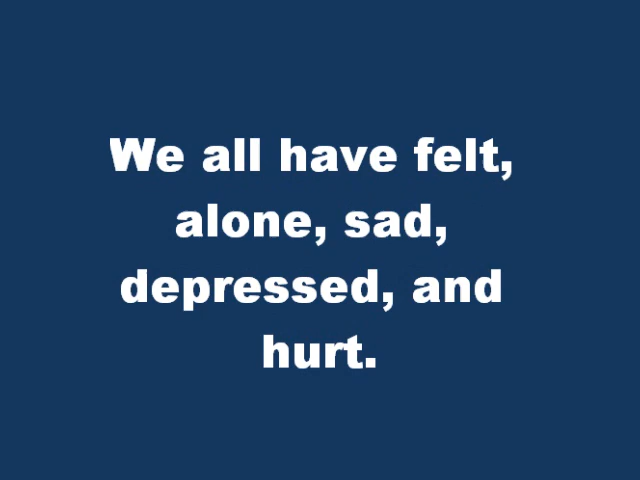 We all have felt,
alone, sad,
depressed, and
hurt.